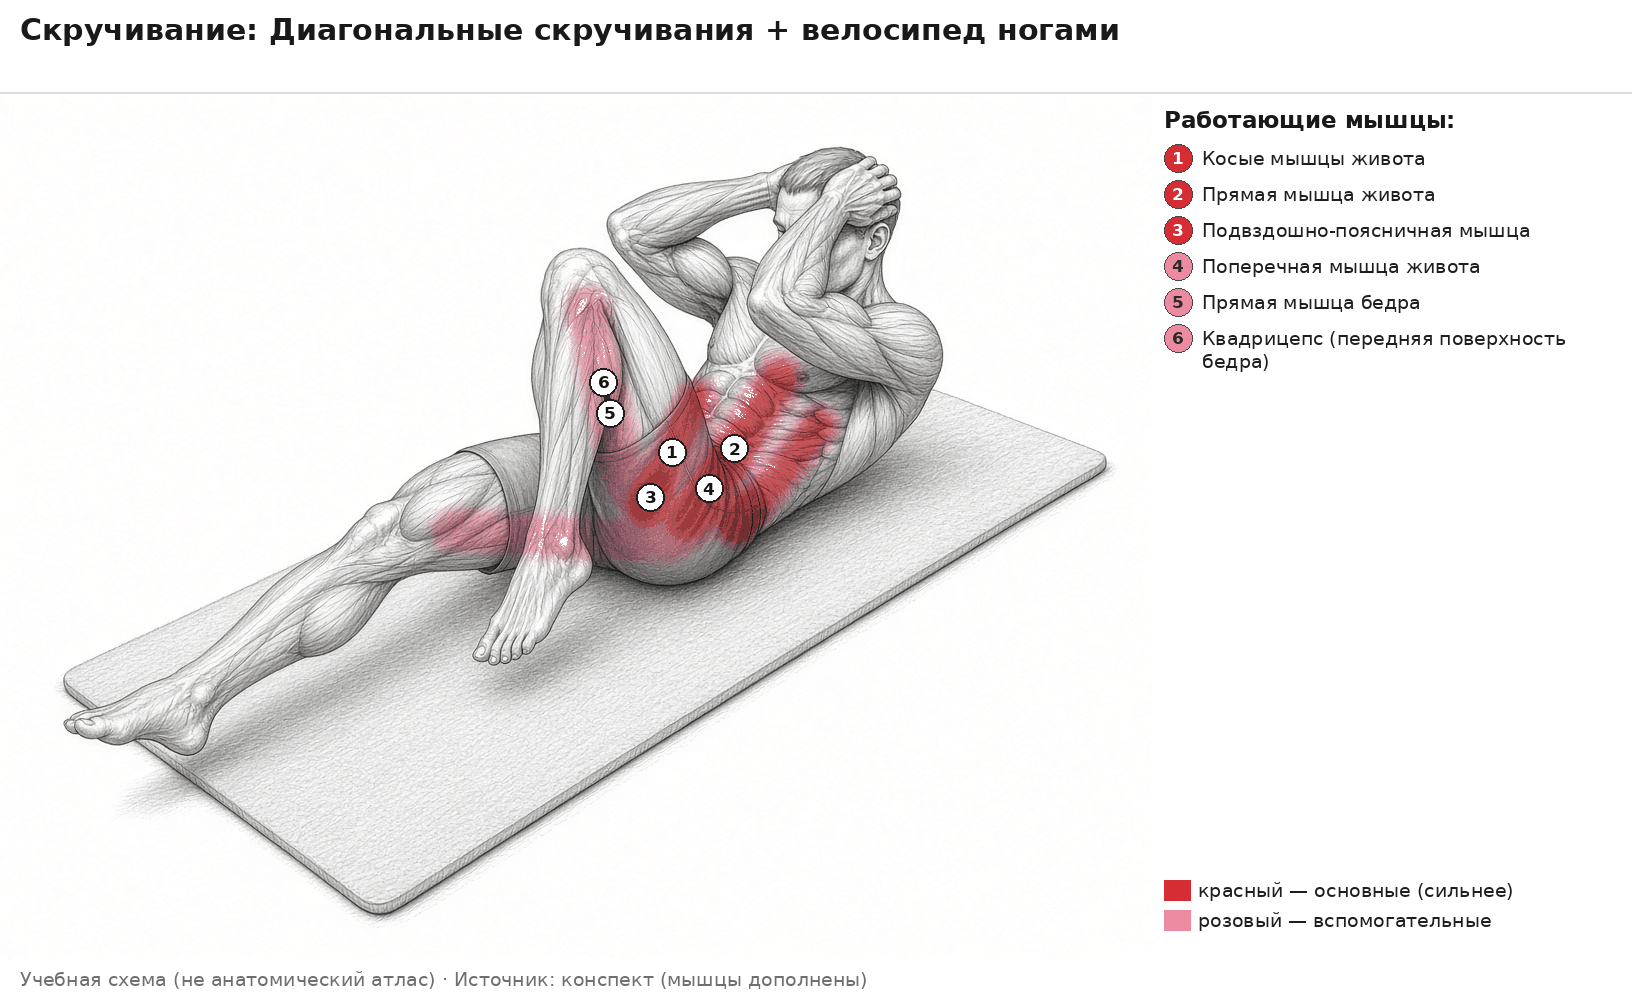 Скручивание: Диагональные скручивания + велосипед ногами
Работающие мышцы:
1 Косые мышцы живота
2 Прямая мышца живота
3 Подвздошно-поясничная мышца
4 Поперечная мышца живота
5 Прямая мышца бедра
6 Квадрицепс (передняя поверхность
бедра)
6
5
1
2
3
4
красный — основные (сильнее)
розовый — вспомогательные
Учебная схема (не анатомический атлас) · Источник: конспект (мышцы дополнены)